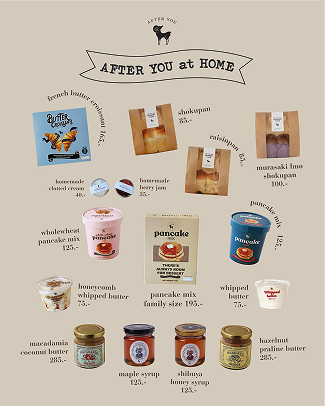 AFTER YOU
AFTER YOU at HOME
french butter croissant 165.-
BUTTER
CROISSANT
shokupan
85.-
raisinpan 85.-
murasaki Imo
shokupan
100.-
homemade
clotted cream
40.-
homemade
berry jam
35.-
wholewheat
pancake mix
125.-
pancake
pancake
MIX
THERE'S
ALWAYS ROOM
FOR DESSERT
pancake mix
family size 195.-
pancake
pancake mix 125.-
honeycomb
whipped butter
75.-
whipped
butter
75.-
whipped
butter
macadamia
coconut butter
285.-
maple syrup
125.-
shibuya
honey syrup
125.-
hazelnut
praline butter
285.-